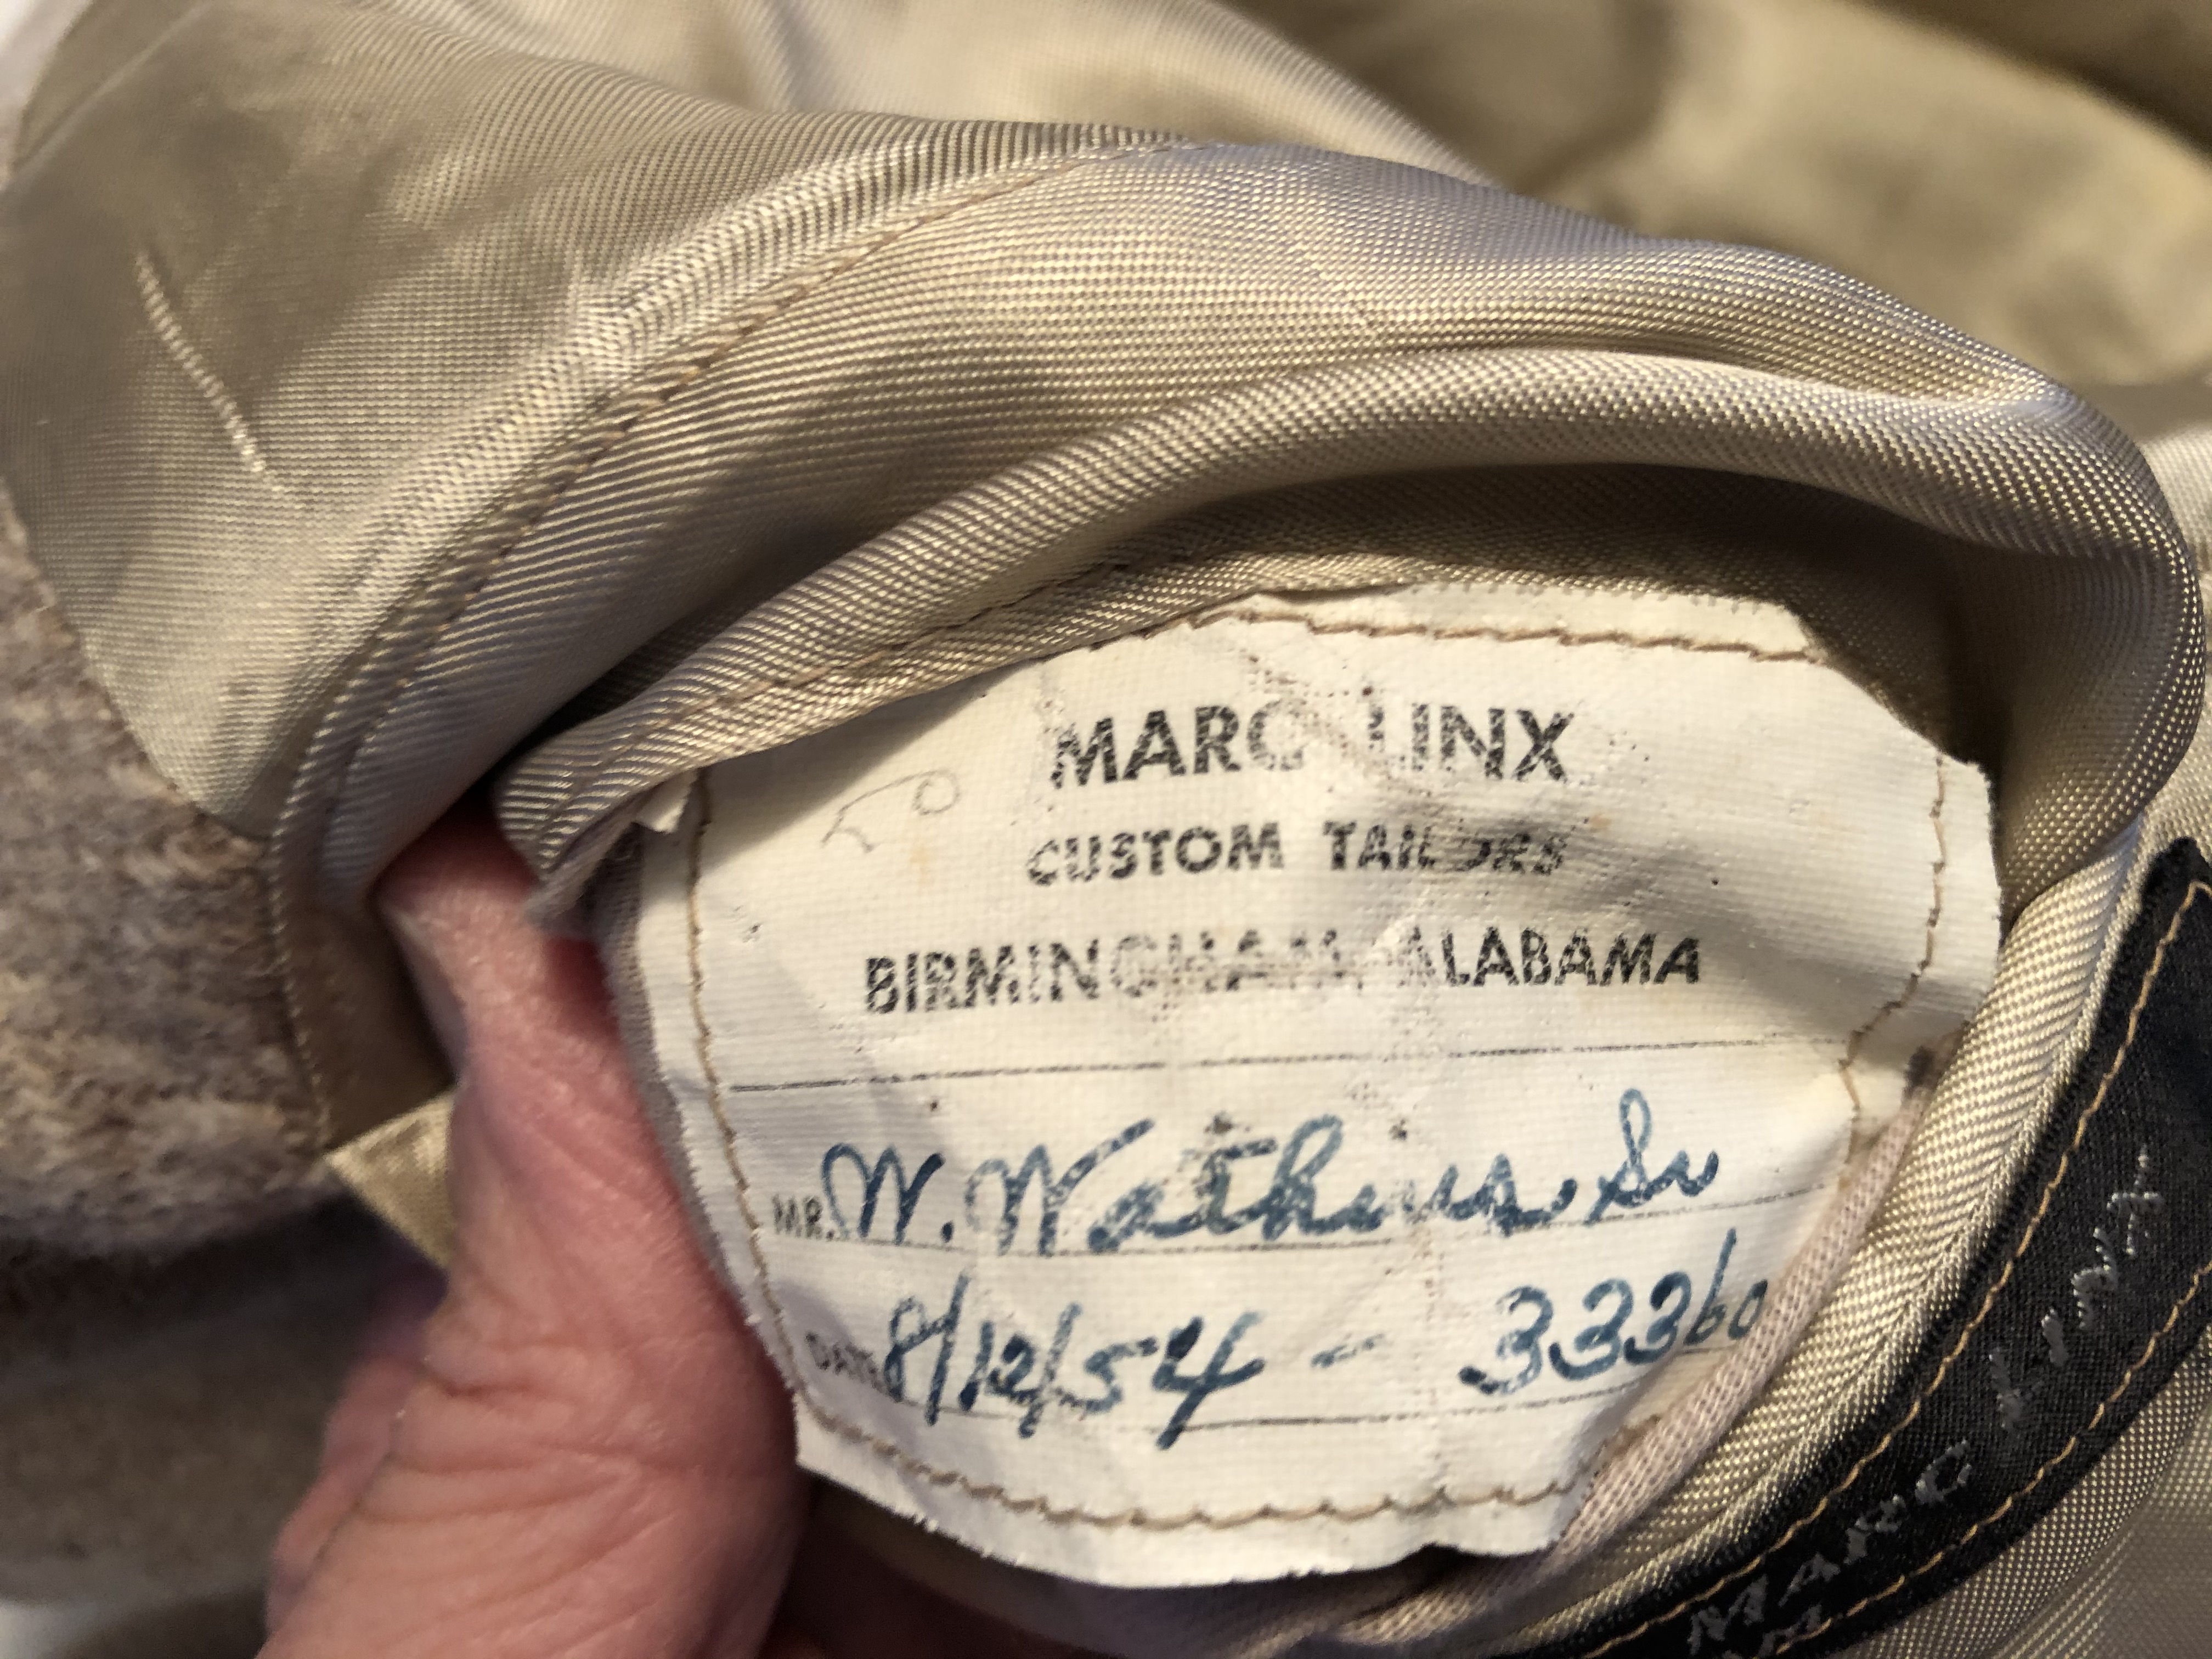 MARC LINX
CUSTOM TAILORS
BIRMINGHAM, ALABAMA
MR. W. Watkins. Sr
DATE 8/12/54 - 33360
MARC LINX